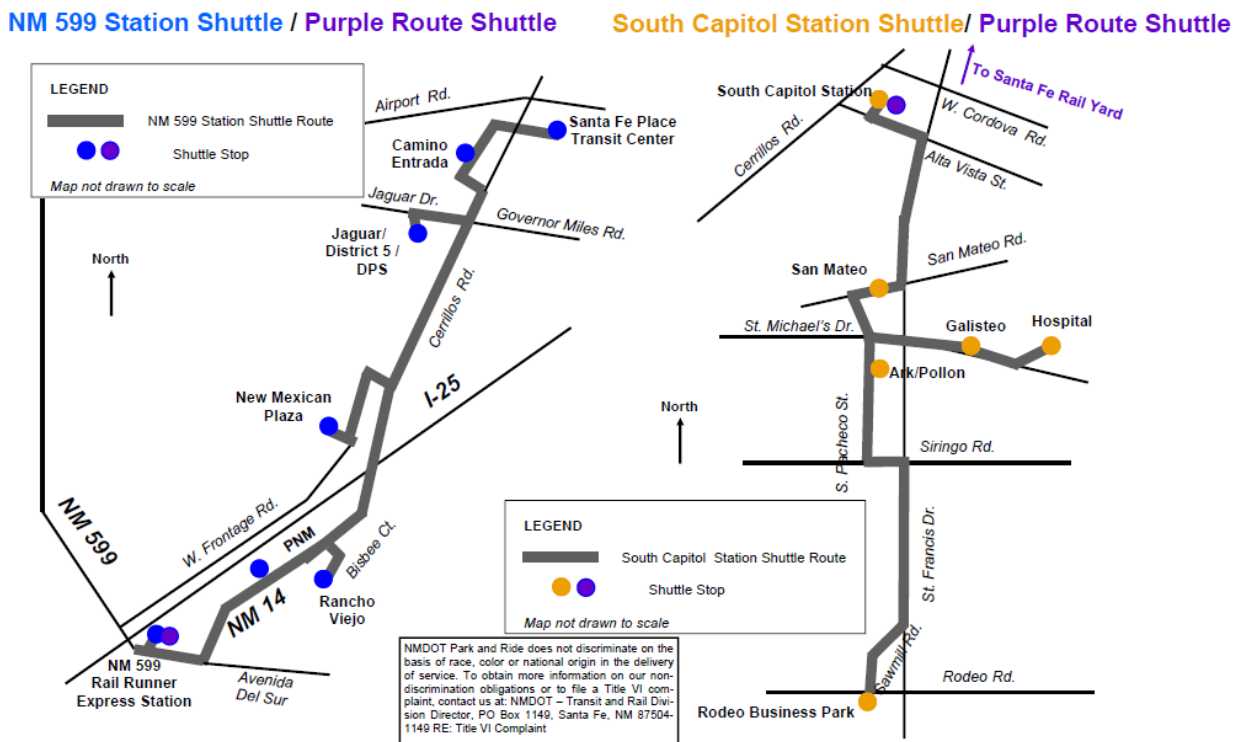 NM 599 Station Shuttle / Purple Route Shuttle
LEGEND
NM 599 Station Shuttle Route
Shuttle Stop
Map not drawn to scale
Airport Rd.
Santa Fe Place
Transit Center
Camino
Entrada
Jaguar Dr.
Governor Miles Rd.
Jaguar/
District 5 /
DPS
North
Cerrillos Rd.
I-25
New Mexican
Plaza
NM 599
W. Frontage Rd.
PNM
Bisbee Ct.
NM 14
Rancho
Viejo
NM 599
Rail Runner
Express Station
Avenida
Del Sur
South Capitol Station Shuttle/ Purple Route Shuttle
To Santa Fe Rail Yard
South Capitol Station
W. Cordova Rd.
Cerrillos Rd.
Alta Vista St.
San Mateo Rd.
San Mateo
St. Michael's Dr.
Galisteo
Hospital
Ark/Pollon
North
S. Pacheco St.
Siringo Rd.
LEGEND
South Capitol Station Shuttle Route
Shuttle Stop
Map not drawn to scale
St. Francis Dr.
Sawmill Rd.
Rodeo Rd.
Rodeo Business Park
NMDOT Park and Ride does not discriminate on the
basis of race, color or national origin in the delivery
of service. To obtain more information on our non-
discrimination obligations or to file a Title VI com-
plaint, contact us at: NMDOT – Transit and Rail Divi-
sion Director, PO Box 1149, Santa Fe, NM 87504-
1149 RE: Title VI Complaint